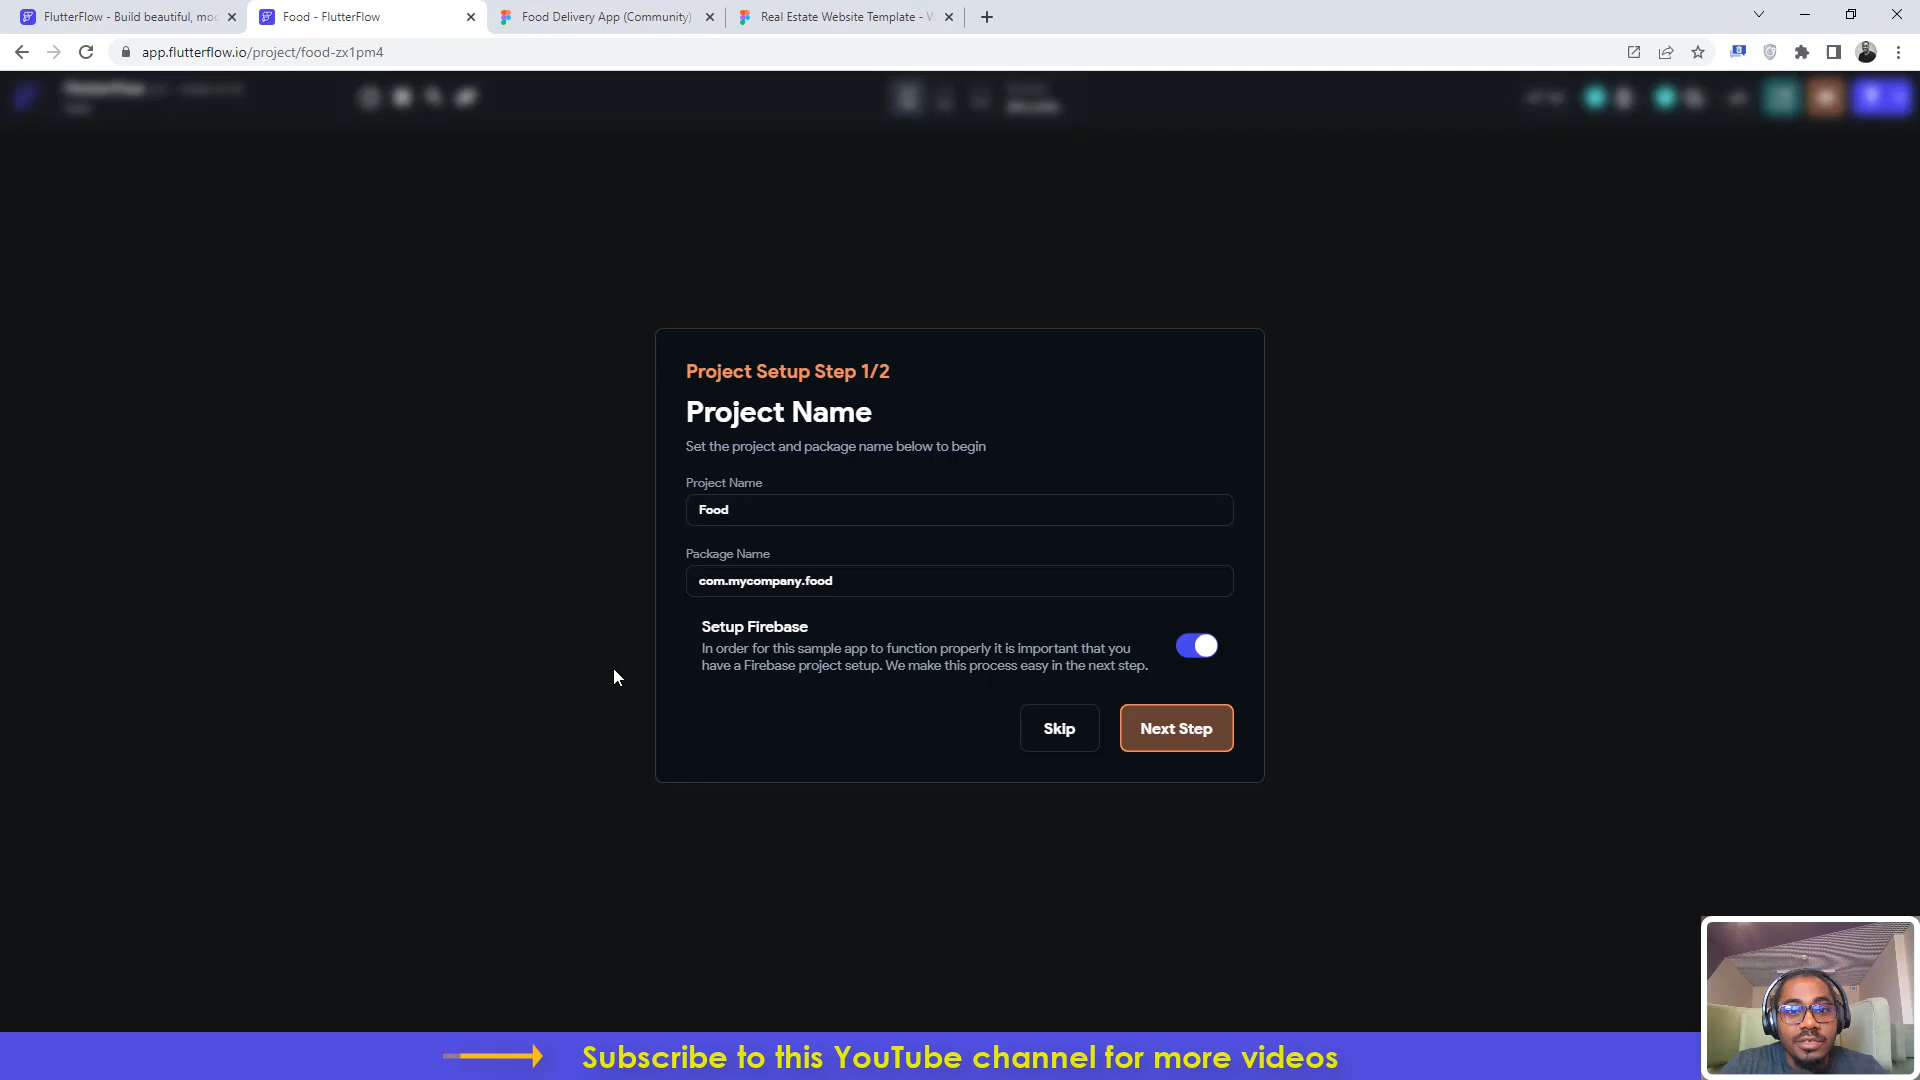 FlutterFlow - Build beautiful, mo
Food - FlutterFlow
Food Delivery App (Community)
Real Estate Website Template - W
app.flutterflow.io/project/food-zx1pm4
Project Setup Step 1/2
Project Name
Set the project and package name below to begin
Project Name
Food
Package Name
com.mycompany.food
Setup Firebase
In order for this sample app to function properly it is important that you
have a Firebase project setup. We make this process easy in the next step.
Skip
Next Step
Subscribe to this YouTube channel for more videos